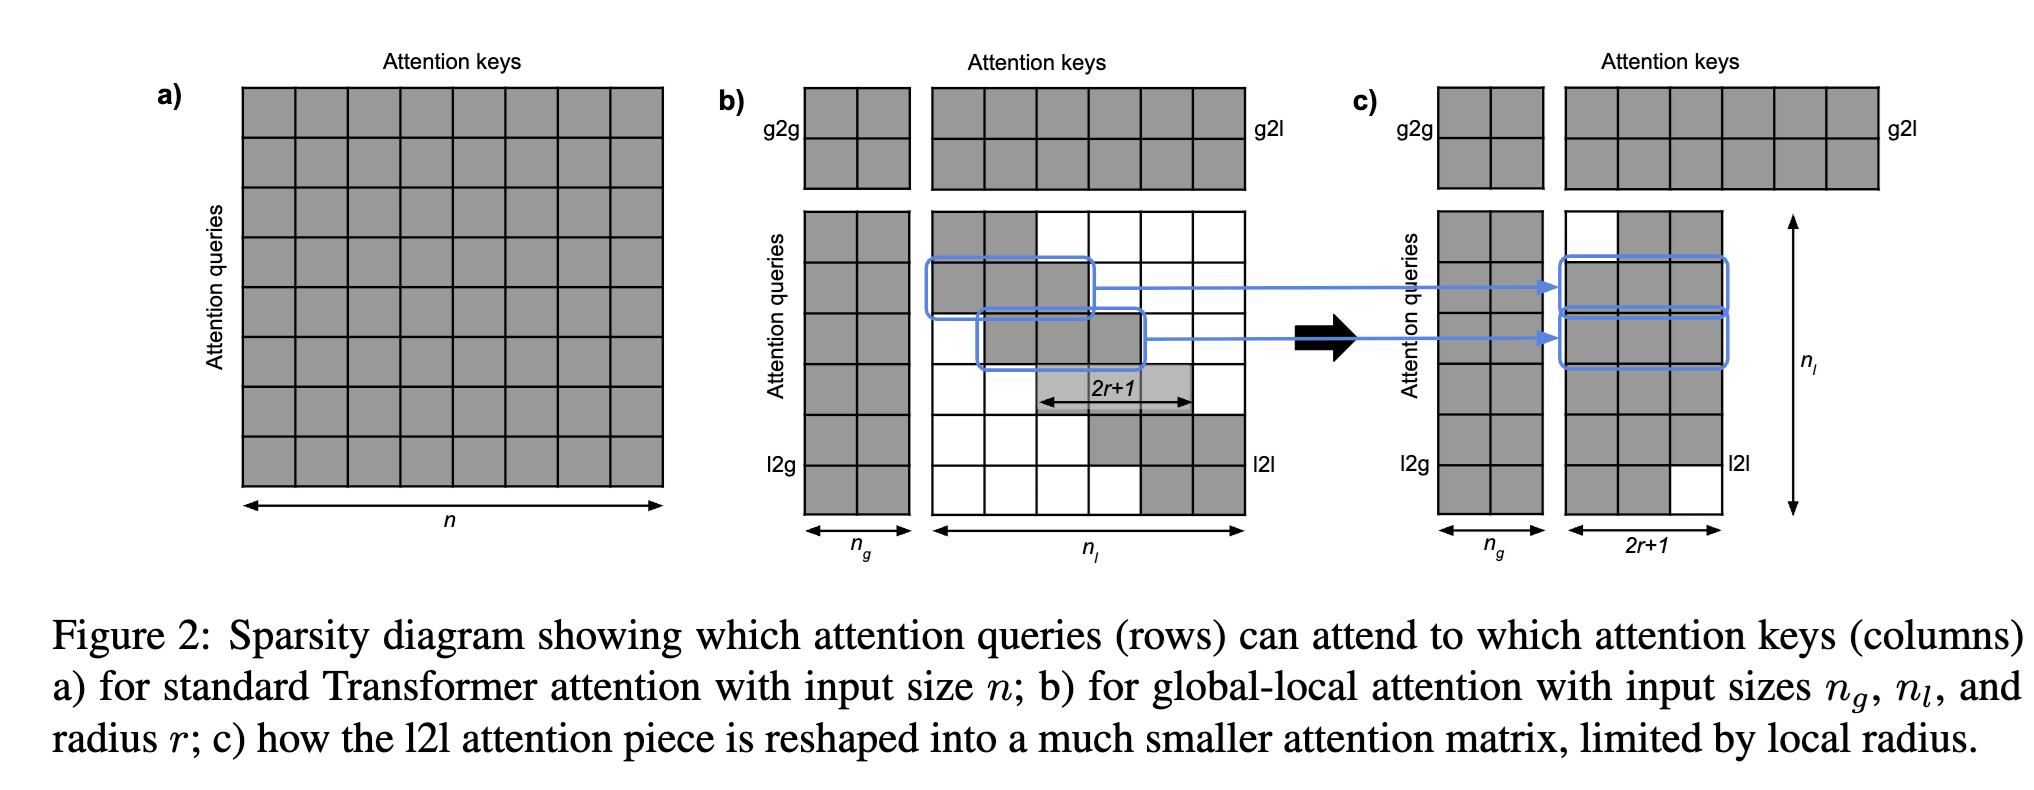 Attention keys
a)
Attention queries
n
Attention keys
b)
g2g
g2l
Attention queries
2r+1
l2g
l2l
n_g
n_l
Attention keys
c)
g2g
g2l
Attention queries
n_l
l2g
l2l
n_g
2r+1
Figure 2: Sparsity diagram showing which attention queries (rows) can attend to which attention keys (columns)
a) for standard Transformer attention with input size n; b) for global-local attention with input sizes n_g, n_l, and
radius r; c) how the l2l attention piece is reshaped into a much smaller attention matrix, limited by local radius.